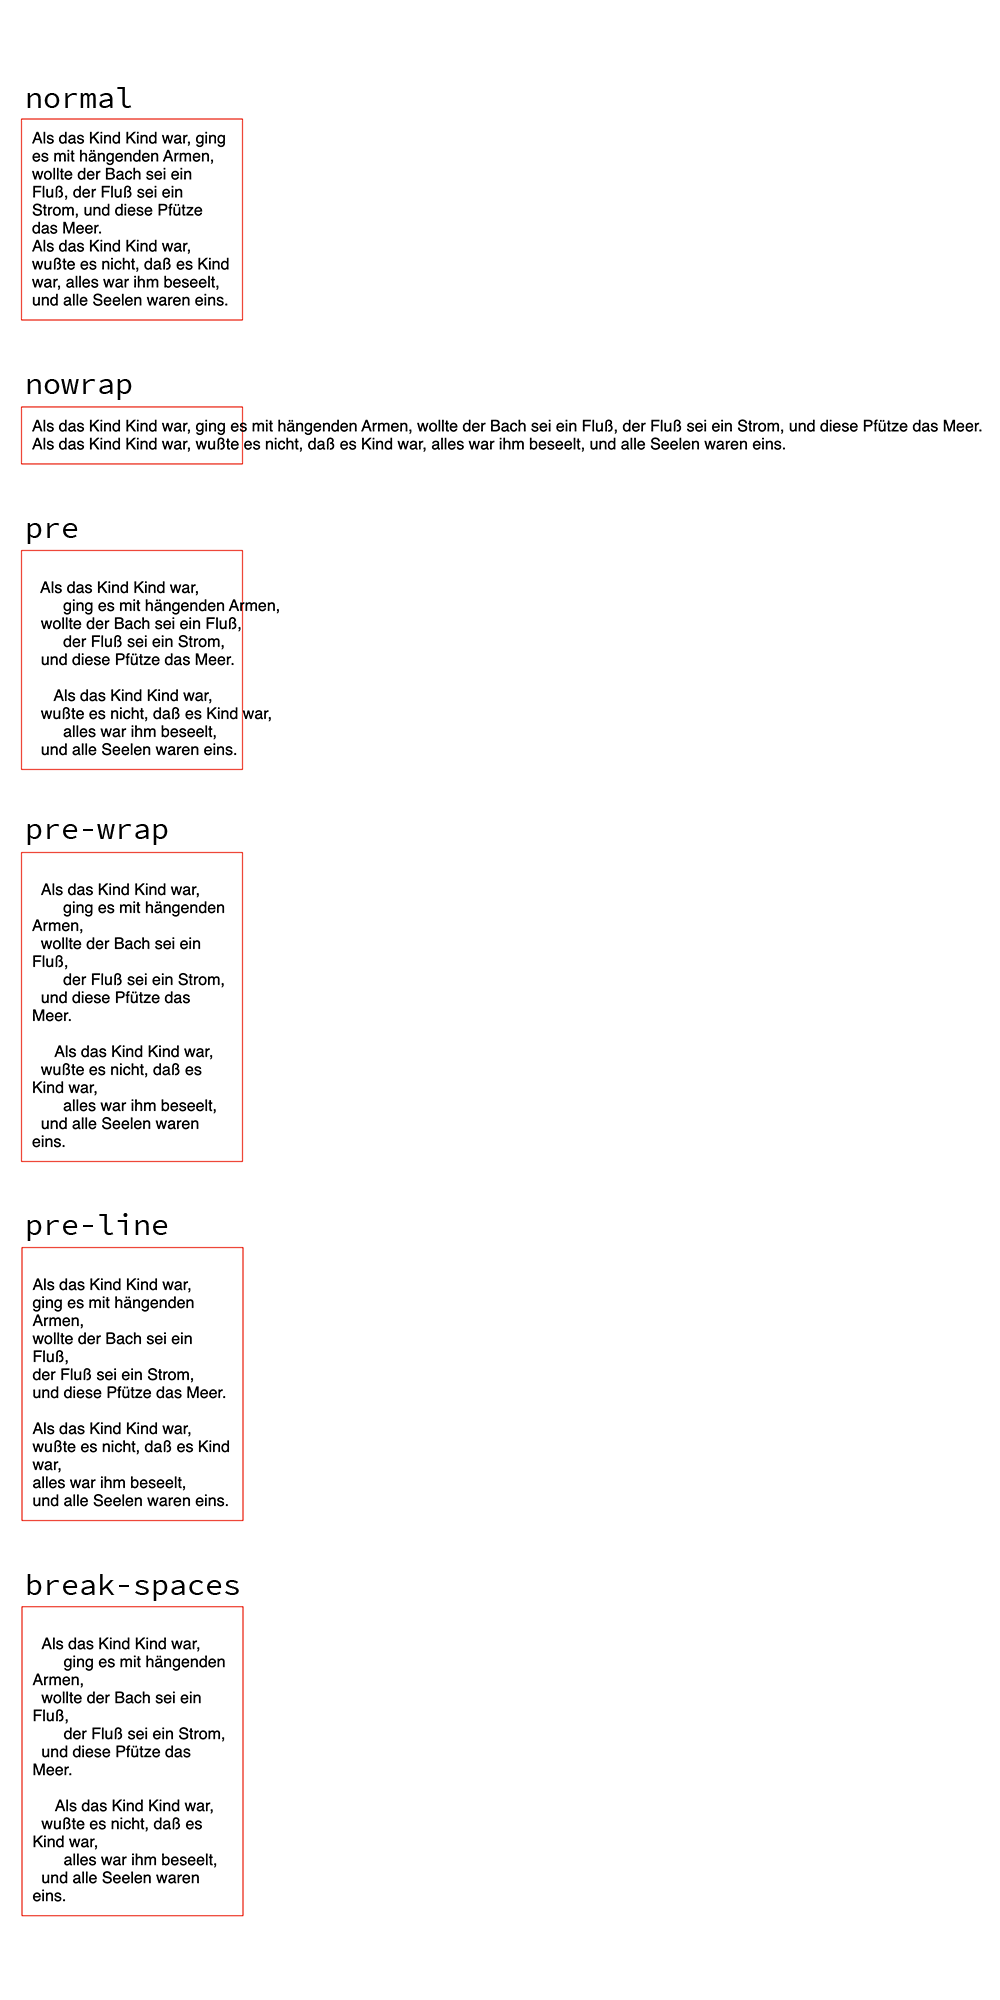 normal
Als das Kind Kind war, ging
es mit hängenden Armen,
wollte der Bach sei ein
Fluß, der Fluß sei ein
Strom, und diese Pfütze
das Meer.
Als das Kind Kind war,
wußte es nicht, daß es Kind
war, alles war ihm beseelt,
und alle Seelen waren eins.
nowrap
Als das Kind Kind war, ging es mit hängenden Armen, wollte der Bach sei ein Fluß, der Fluß sei ein Strom, und diese Pfütze das Meer.
Als das Kind Kind war, wußte es nicht, daß es Kind war, alles war ihm beseelt, und alle Seelen waren eins.
pre
Als das Kind Kind war,
ging es mit hängenden Armen,
wollte der Bach sei ein Fluß,
der Fluß sei ein Strom,
und diese Pfütze das Meer.
Als das Kind Kind war,
wußte es nicht, daß es Kind war,
alles war ihm beseelt,
und alle Seelen waren eins.
pre-wrap
Als das Kind Kind war,
ging es mit hängenden
Armen,
wollte der Bach sei ein
Fluß,
der Fluß sei ein Strom,
und diese Pfütze das
Meer.
Als das Kind Kind war,
wußte es nicht, daß es
Kind war,
alles war ihm beseelt,
und alle Seelen waren
eins.
pre-line
Als das Kind Kind war,
ging es mit hängenden
Armen,
wollte der Bach sei ein
Fluß,
der Fluß sei ein Strom,
und diese Pfütze das Meer.
Als das Kind Kind war,
wußte es nicht, daß es Kind
war,
alles war ihm beseelt,
und alle Seelen waren eins.
break-spaces
Als das Kind Kind war,
ging es mit hängenden
Armen,
wollte der Bach sei ein
Fluß,
der Fluß sei ein Strom,
und diese Pfütze das
Meer.
Als das Kind Kind war,
wußte es nicht, daß es
Kind war,
alles war ihm beseelt,
und alle Seelen waren
eins.